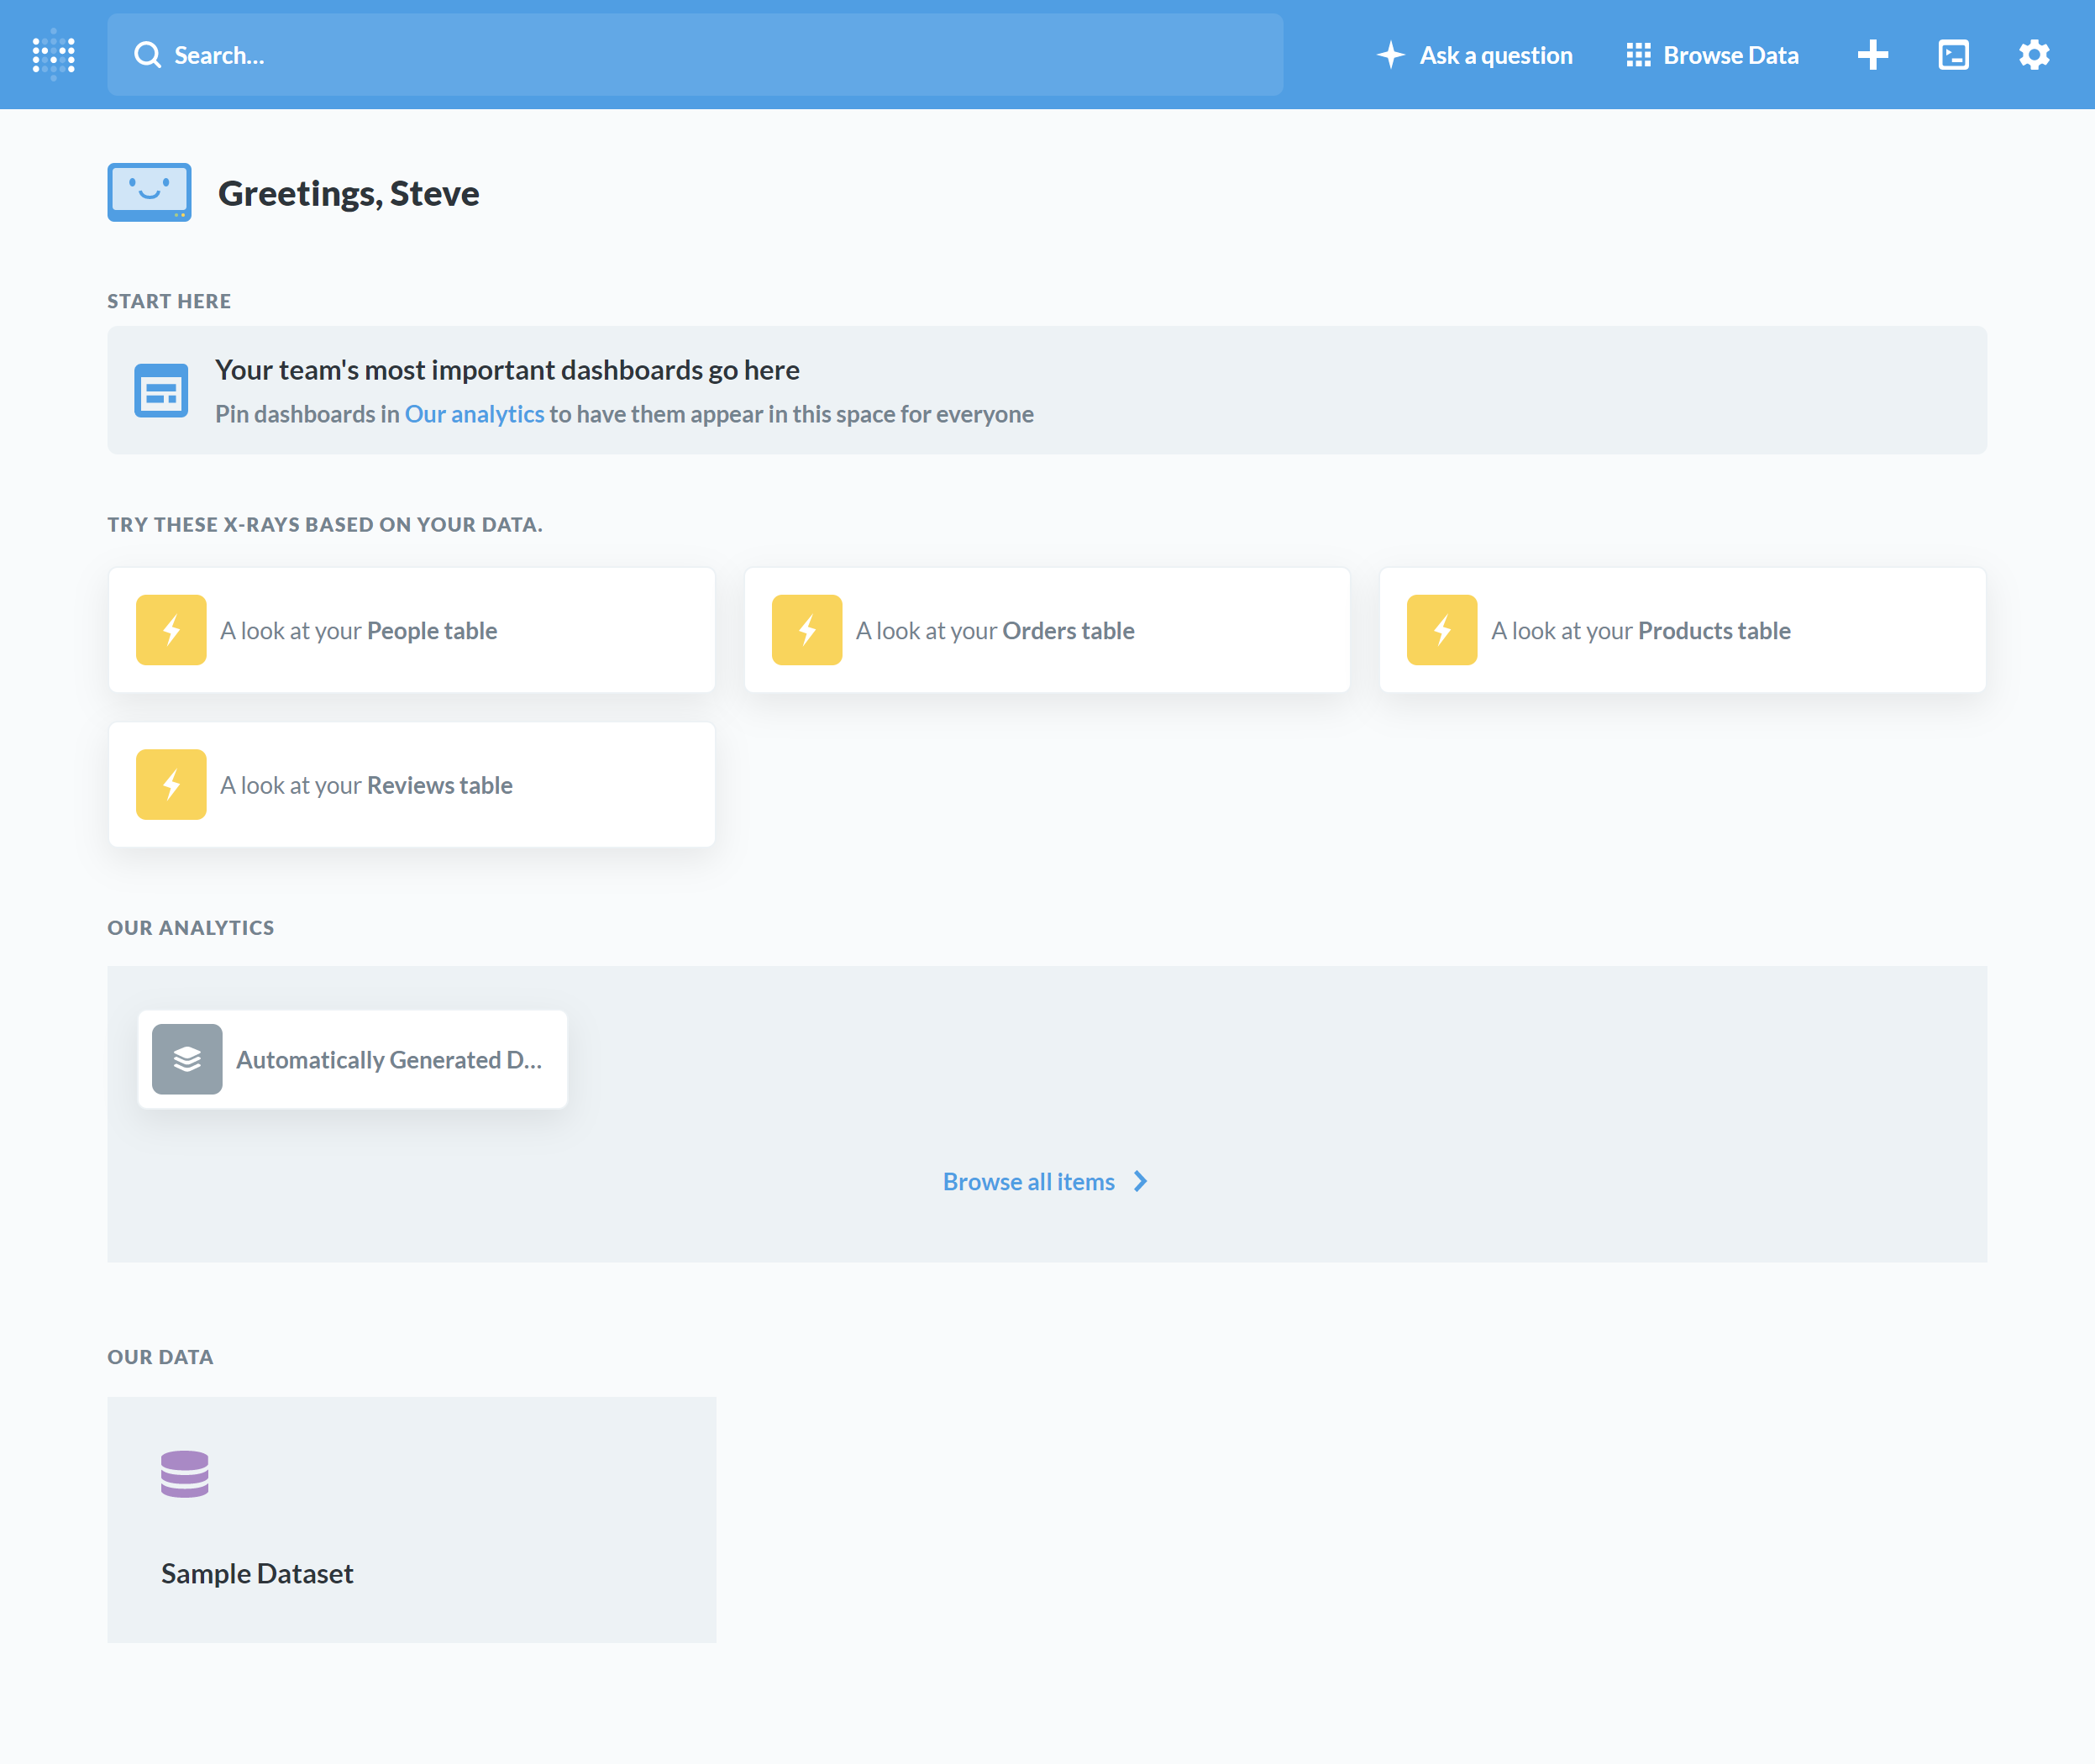 Search...
Ask a question
Browse Data
Greetings, Steve
START HERE
Your team's most important dashboards go here
Pin dashboards in Our analytics to have them appear in this space for everyone
TRY THESE X-RAYS BASED ON YOUR DATA.
A look at your People table
A look at your Orders table
A look at your Products table
A look at your Reviews table
OUR ANALYTICS
Automatically Generated D...
Browse all items
OUR DATA
Sample Dataset